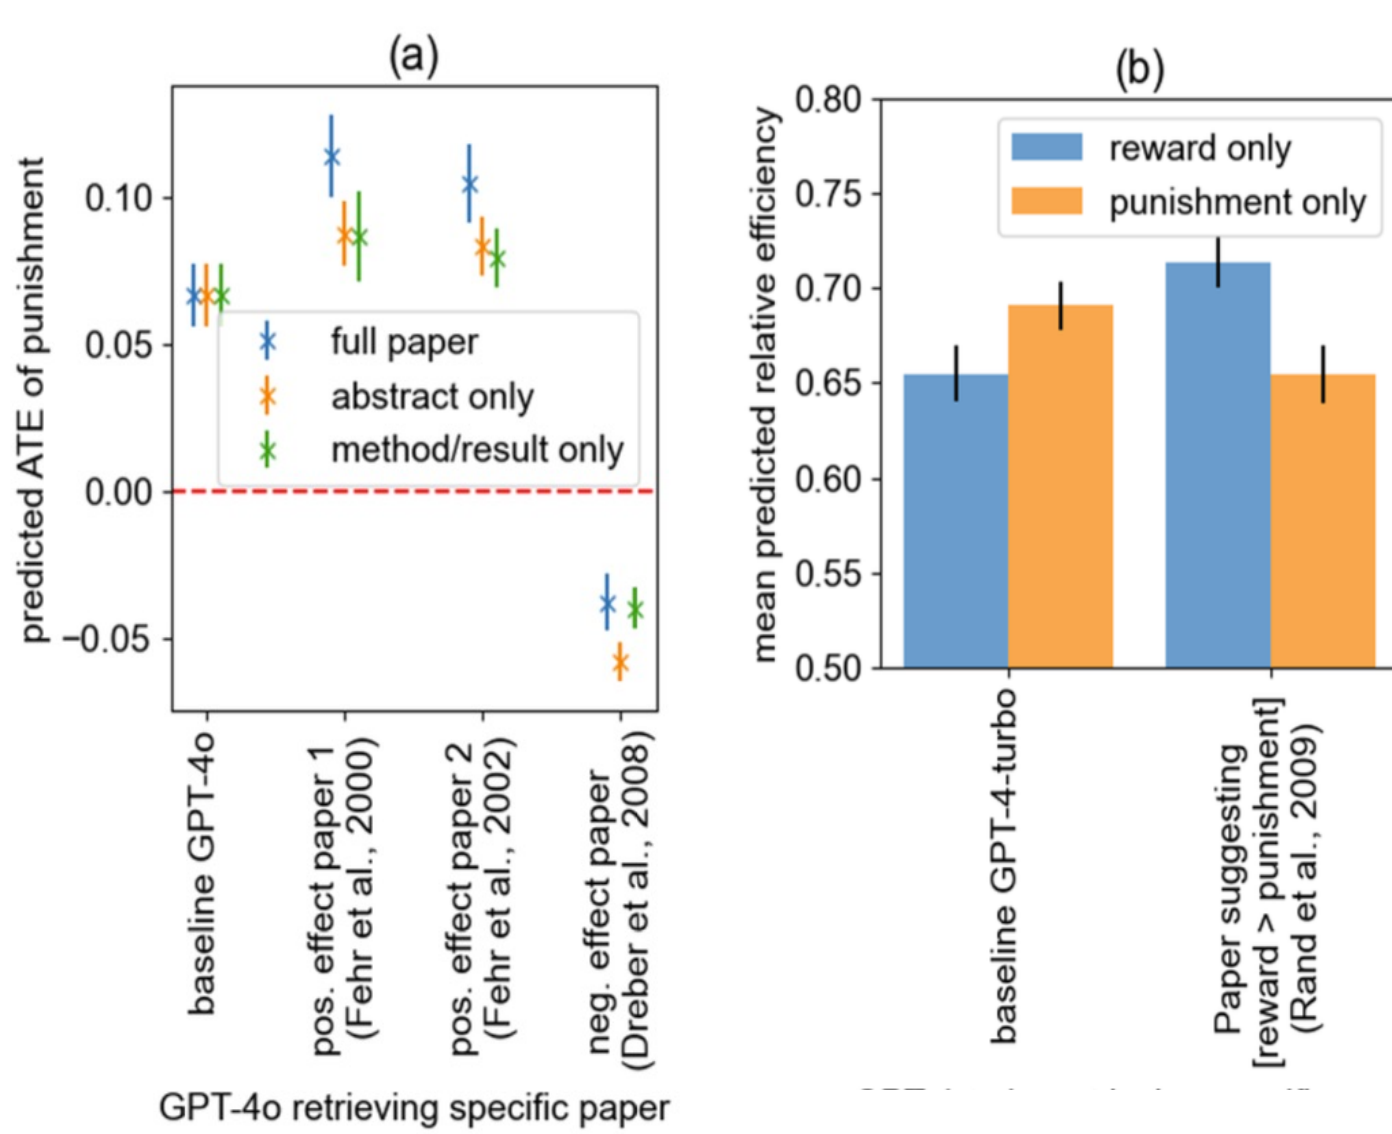 (a)
predicted ATE of punishment
0.10
0.05
0.00
−0.05
full paper
abstract only
method/result only
baseline GPT-4o
pos. effect paper 1
(Fehr et al., 2000)
pos. effect paper 2
(Fehr et al., 2002)
neg. effect paper
(Dreber et al., 2008)
GPT-4o retrieving specific paper
(b)
mean predicted relative efficiency
0.80
0.75
0.70
0.65
0.60
0.55
0.50
reward only
punishment only
baseline GPT-4-turbo
Paper suggesting
[reward > punishment]
(Rand et al., 2009)